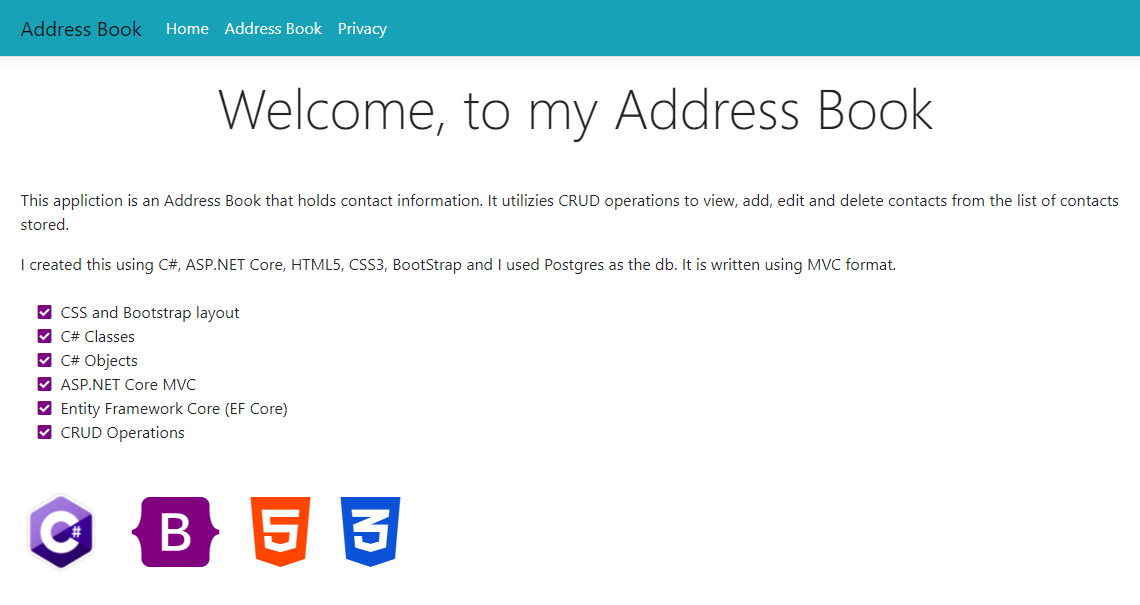 Address Book Home Address Book Privacy
Welcome, to my Address Book
This appliction is an Address Book that holds contact information. It utilizies CRUD operations to view, add, edit and delete contacts from the list of contacts
stored.
I created this using C#, ASP.NET Core, HTML5, CSS3, BootStrap and I used Postgres as the db. It is written using MVC format.
CSS and Bootstrap layout
C# Classes
C# Objects
ASP.NET Core MVC
Entity Framework Core (EF Core)
CRUD Operations
C# B 5 3